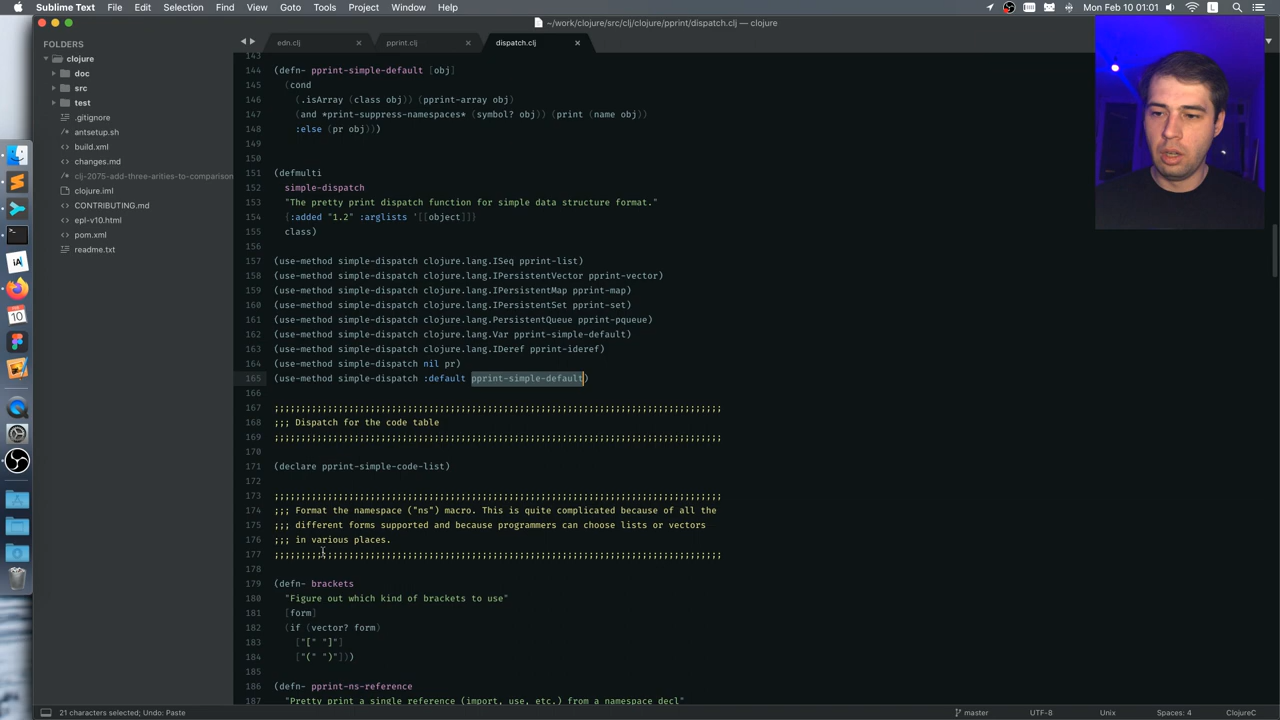 Sublime Text File Edit Selection Find View Goto Tools Project Window Help
Mon Feb 10 01:01
~/work/clojure/src/clj/clojure/pprint/dispatch.clj — clojure
edn.clj
pprint.clj
dispatch.clj
FOLDERS
clojure
doc
src
test
.gitignore
antsetup.sh
build.xml
changes.md
clj-2075-add-three-arities-to-comparison
clojure.iml
CONTRIBUTING.md
epl-v10.html
pom.xml
readme.txt
143
144 (defn- pprint-simple-default [obj]
145 (cond
146 (.isArray (class obj)) (pprint-array obj)
147 (and *print-suppress-namespaces* (symbol? obj)) (print (name obj))
148 :else (pr obj)))
149
150
151 (defmulti
152 simple-dispatch
153 "The pretty print dispatch function for simple data structure format."
154 {:added "1.2" :arglists '[[object]]}
155 class)
156
157 (use-method simple-dispatch clojure.lang.ISeq pprint-list)
158 (use-method simple-dispatch clojure.lang.IPersistentVector pprint-vector)
159 (use-method simple-dispatch clojure.lang.IPersistentMap pprint-map)
160 (use-method simple-dispatch clojure.lang.IPersistentSet pprint-set)
161 (use-method simple-dispatch clojure.lang.PersistentQueue pprint-pqueue)
162 (use-method simple-dispatch clojure.lang.Var pprint-simple-default)
163 (use-method simple-dispatch clojure.lang.IDeref pprint-ideref)
164 (use-method simple-dispatch nil pr)
165 (use-method simple-dispatch :default pprint-simple-default)
166
167 ;;;;;;;;;;;;;;;;;;;;;;;;;;;;;;;;;;;;;;;;;;;;;;;;;;;;;;;;;;;;;;;;;;;;;;;;;;;;;;;;;;;;
168 ;;; Dispatch for the code table
169 ;;;;;;;;;;;;;;;;;;;;;;;;;;;;;;;;;;;;;;;;;;;;;;;;;;;;;;;;;;;;;;;;;;;;;;;;;;;;;;;;;;;;
170
171 (declare pprint-simple-code-list)
172
173 ;;;;;;;;;;;;;;;;;;;;;;;;;;;;;;;;;;;;;;;;;;;;;;;;;;;;;;;;;;;;;;;;;;;;;;;;;;;;;;;;;;;;
174 ;;; Format the namespace ("ns") macro. This is quite complicated because of all the
175 ;;; different forms supported and because programmers can choose lists or vectors
176 ;;; in various places.
177 ;;;;;;;;;;;;;;;;;;;;;;;;;;;;;;;;;;;;;;;;;;;;;;;;;;;;;;;;;;;;;;;;;;;;;;;;;;;;;;;;;;;;
178
179 (defn- brackets
180 "Figure out which kind of brackets to use"
181 [form]
182 (if (vector? form)
183 ["[" "]"]
184 ["(" ")"]))
185
186 (defn- pprint-ns-reference
187 "Pretty print a single reference (import, use, etc.) from a namespace decl"
21 characters selected; Undo: Paste
master
UTF-8
Unix
Spaces: 4
ClojureC